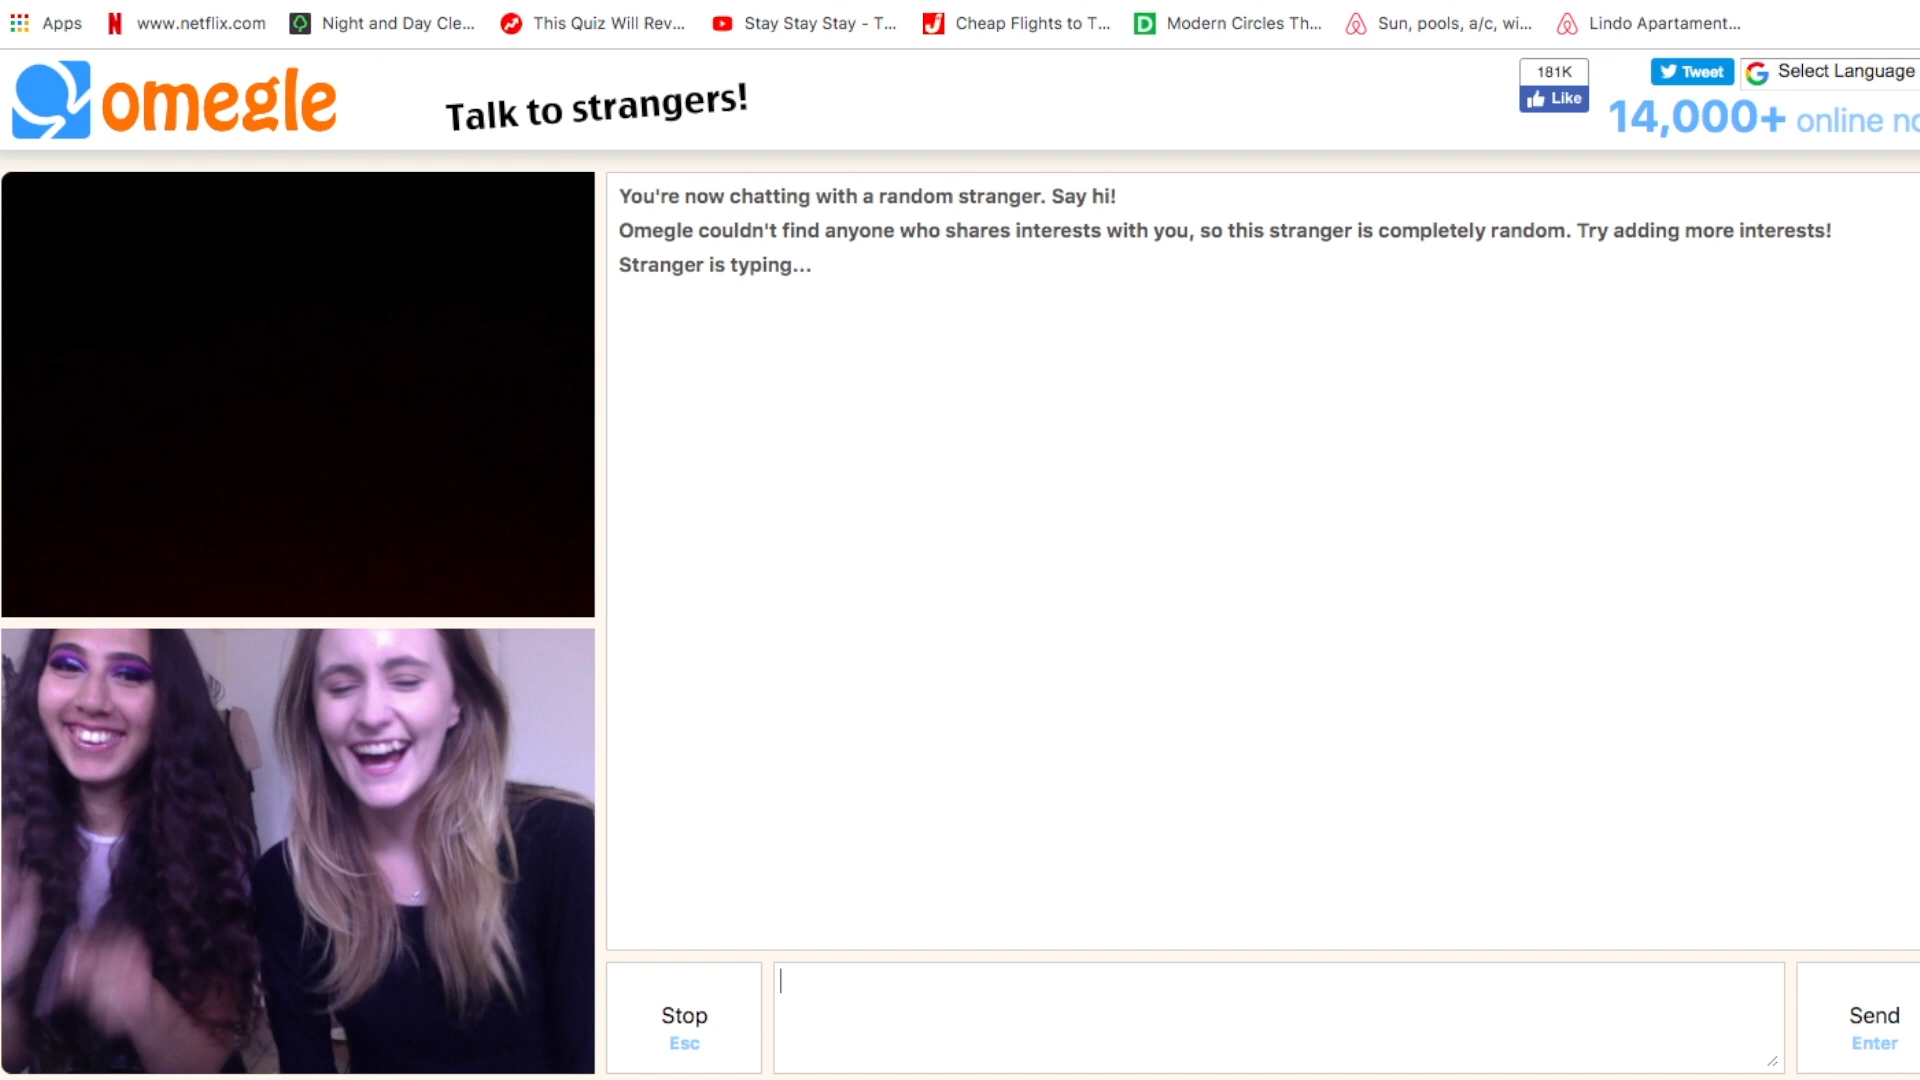 Apps www.netflix.com Night and Day Cle... This Quiz Will Rev... Stay Stay Stay - T... Cheap Flights to T... Modern Circles Th... Sun, pools, a/c, wi... Lindo Apartament...
omegle Talk to strangers! 181K Like Tweet Select Language
14,000+ online no
You're now chatting with a random stranger. Say hi!
Omegle couldn't find anyone who shares interests with you, so this stranger is completely random. Try adding more interests!
Stranger is typing...
Stop
Esc
Send
Enter